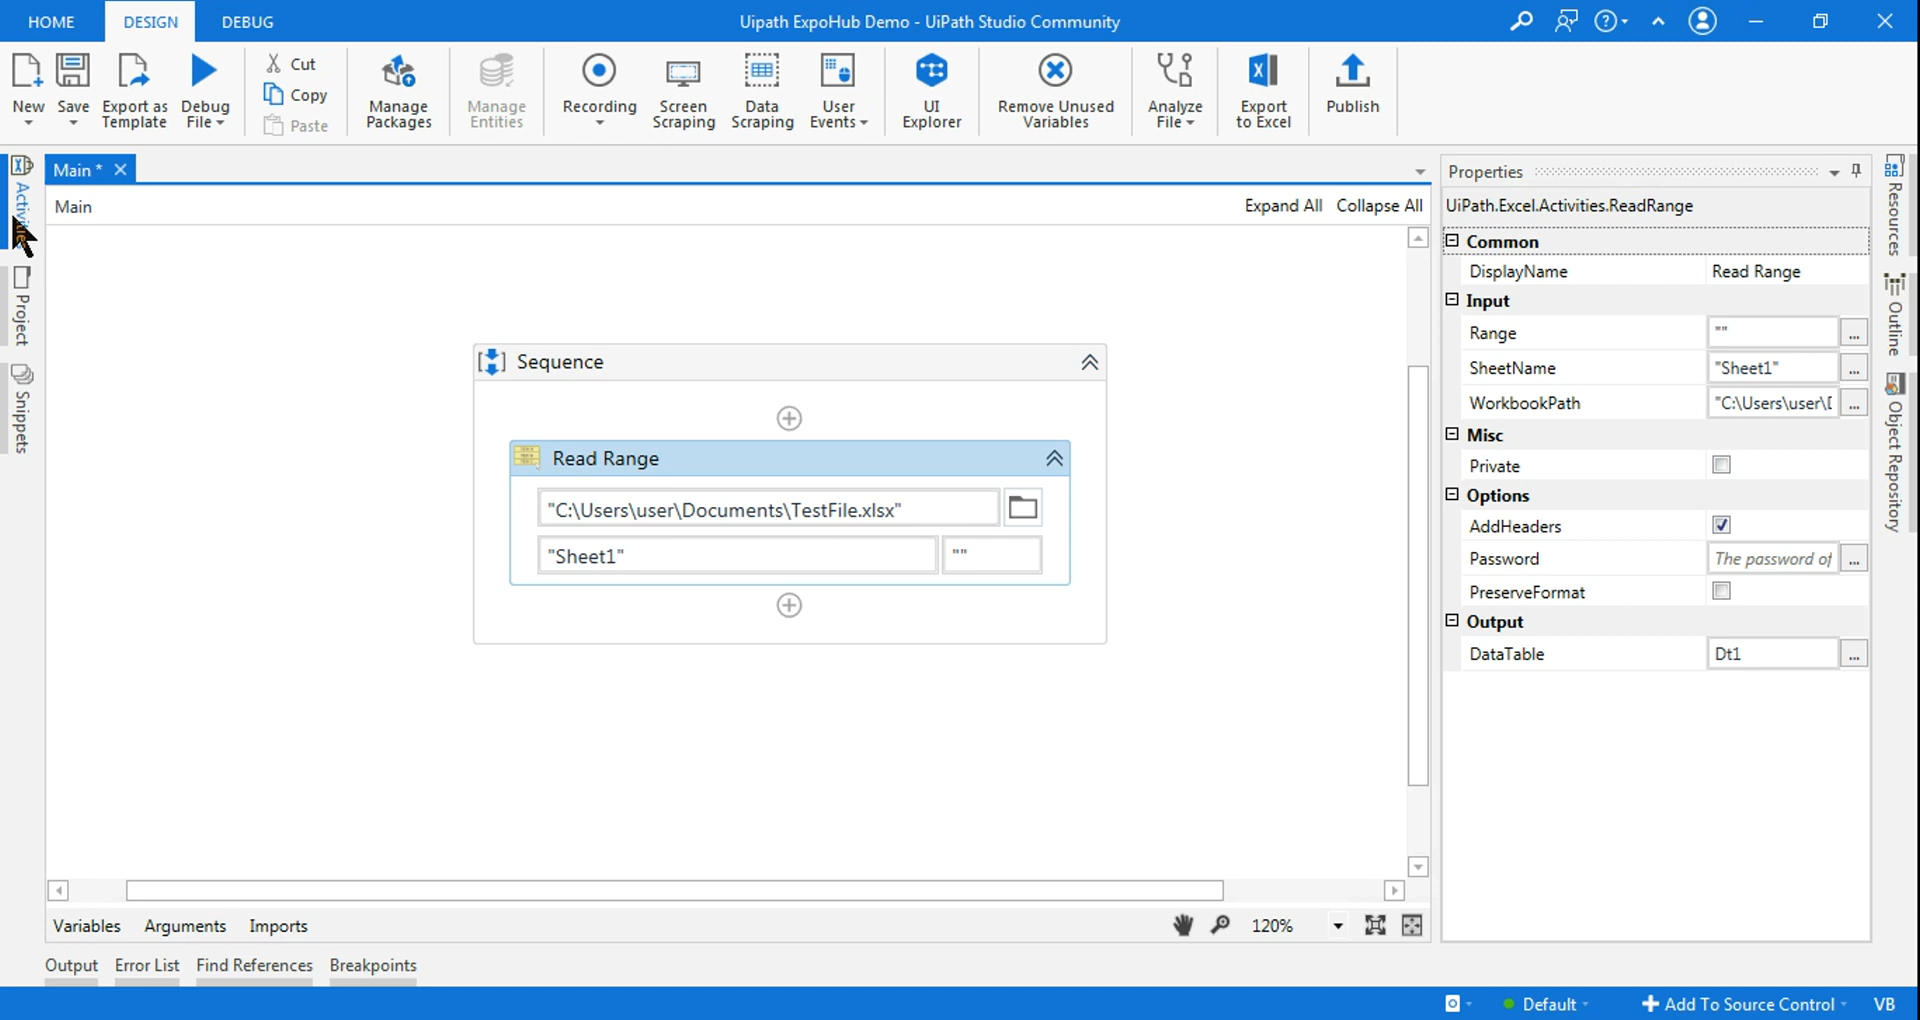 HOME DESIGN DEBUG Uipath ExpoHub Demo - UiPath Studio Community
New Save Export as Template Debug File Cut Copy Paste Manage Packages Manage Entities Recording Screen Scraping Data Scraping User Events UI Explorer Remove Unused Variables Analyze File Export to Excel Publish
Activities
Project
Snippets
Main *
Main Expand All Collapse All
Sequence
Read Range
"C:\Users\user\Documents\TestFile.xlsx"
"Sheet1" ""
Variables Arguments Imports 120%
Output Error List Find References Breakpoints
Properties
UiPath.Excel.Activities.ReadRange
Common
DisplayName Read Range
Input
Range "" ...
SheetName "Sheet1" ...
WorkbookPath "C:\Users\user\ ...
Misc
Private
Options
AddHeaders
Password The password of ...
PreserveFormat
Output
DataTable Dt1 ...
Resources
Outline
Object Repository
Default Add To Source Control VB